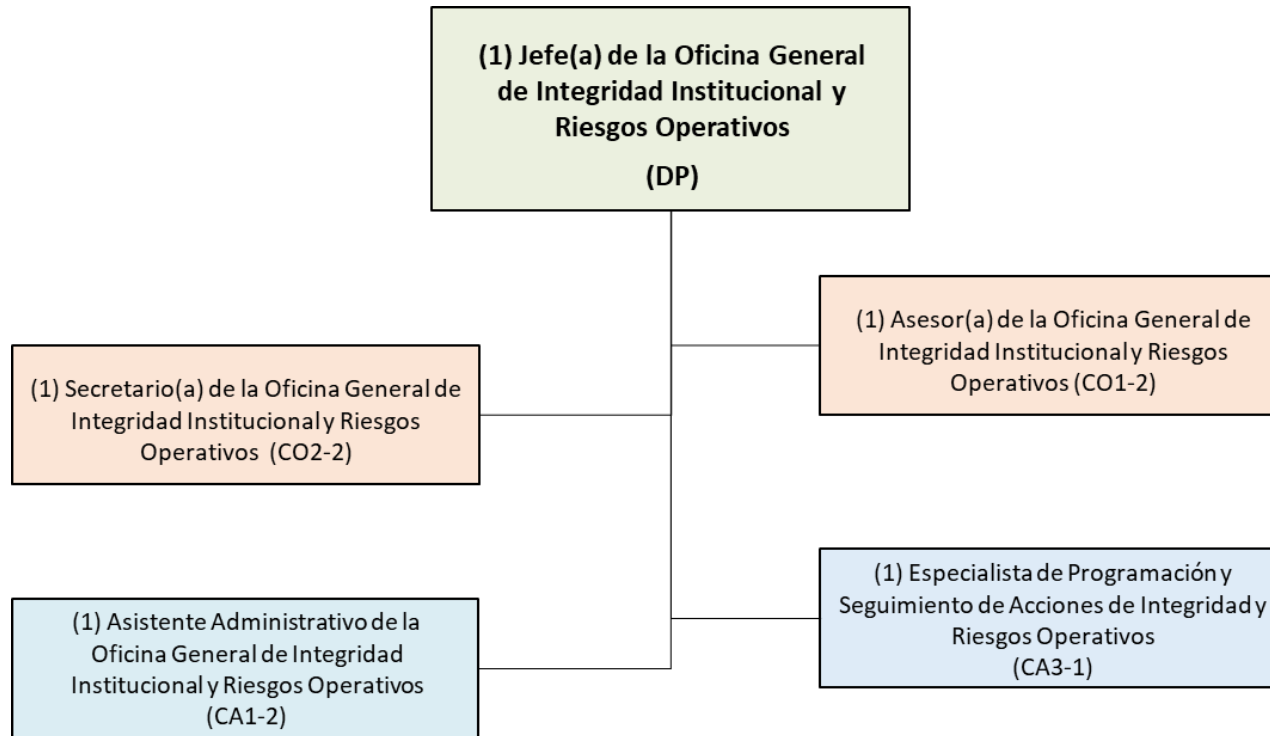 (1) Jefe(a) de la Oficina General
de Integridad Institucional y
Riesgos Operativos
(DP)
(1) Asesor(a) de la Oficina General de
Integridad Institucional y Riesgos
Operativos (CO1-2)
(1) Secretario(a) de la Oficina General de
Integridad Institucional y Riesgos
Operativos (CO2-2)
(1) Especialista de Programación y
Seguimiento de Acciones de Integridad y
Riesgos Operativos
(CA3-1)
(1) Asistente Administrativo de la
Oficina General de Integridad
Institucional y Riesgos Operativos
(CA1-2)